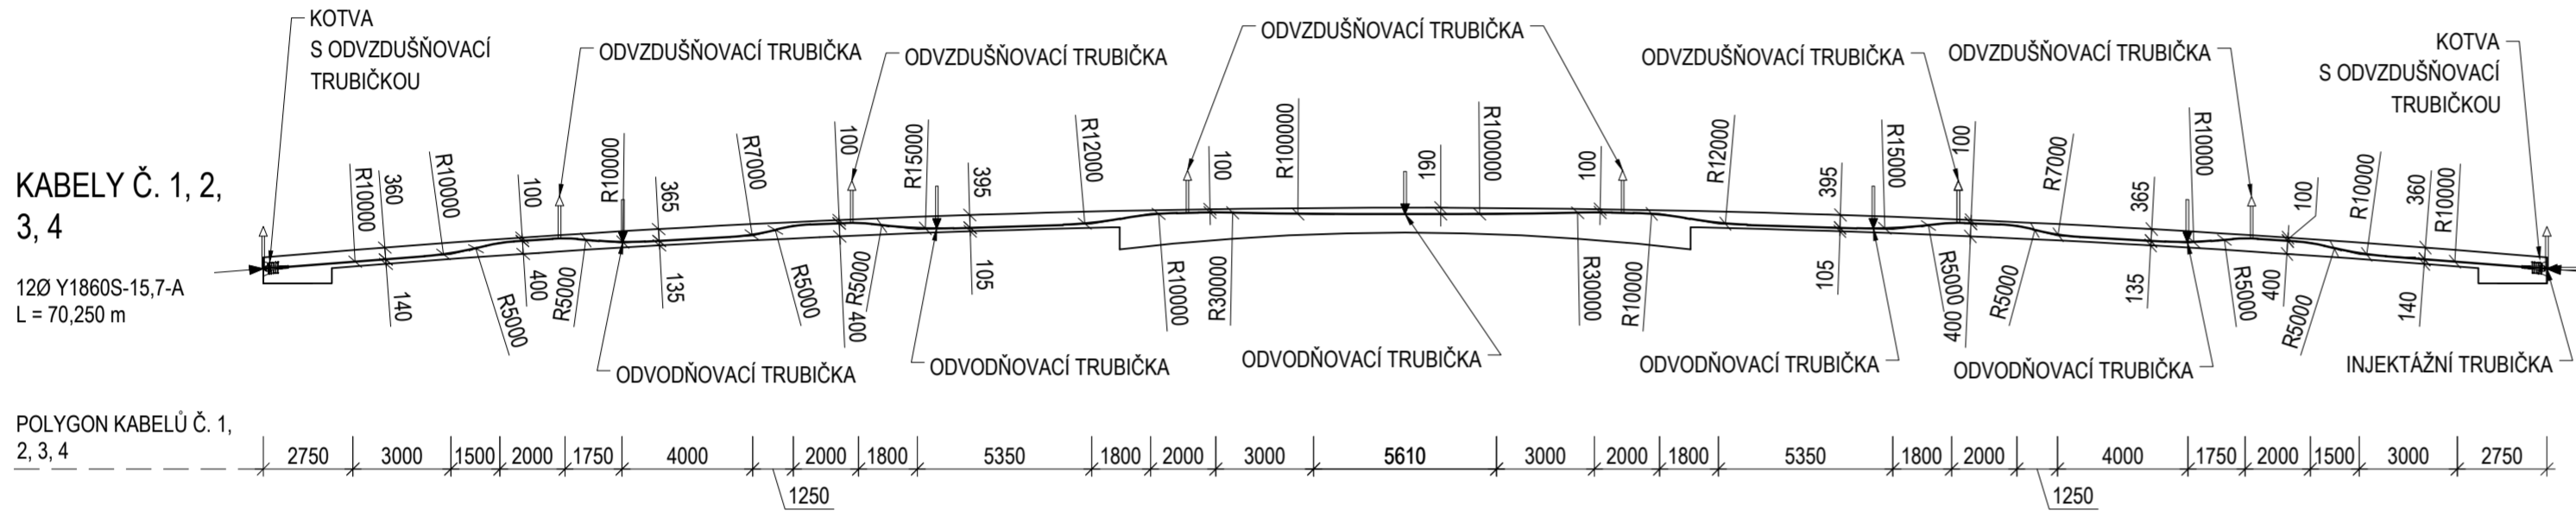 KOTVA
S ODVZDUŠŇOVACÍ
TRUBIČKOU
ODVZDUŠŇOVACÍ TRUBIČKA
ODVZDUŠŇOVACÍ TRUBIČKA
ODVZDUŠŇOVACÍ TRUBIČKA
ODVZDUŠŇOVACÍ TRUBIČKA
ODVZDUŠŇOVACÍ TRUBIČKA
KOTVA
S ODVZDUŠŇOVACÍ
TRUBIČKOU
KABELY Č. 1, 2,
3, 4
12Ø Y1860S-15,7-A
L = 70,250 m
R10000
360
R10000
100
R10000
365
R7000
100
R15000
395
R12000
100
R100000
190
R100000
100
R12000
395
R15000
100
R7000
365
R10000
100
R10000
360
R10000
140
R5000
400
R5000
135
R5000
R5000
400
105
R10000
R30000
R30000
R10000
105
R5000
400
R5000
135
R5000
400
R5000
140
ODVODŇOVACÍ TRUBIČKA
ODVODŇOVACÍ TRUBIČKA
ODVODŇOVACÍ TRUBIČKA
ODVODŇOVACÍ TRUBIČKA
ODVODŇOVACÍ TRUBIČKA
INJEKTÁŽNÍ TRUBIČKA
POLYGON KABELŮ Č. 1,
2, 3, 4
2750 3000 1500 2000 1750 4000 2000 1800 5350 1800 2000 3000 5610 3000 2000 1800 5350 1800 2000 4000 1750 2000 1500 3000 2750
1250 1250